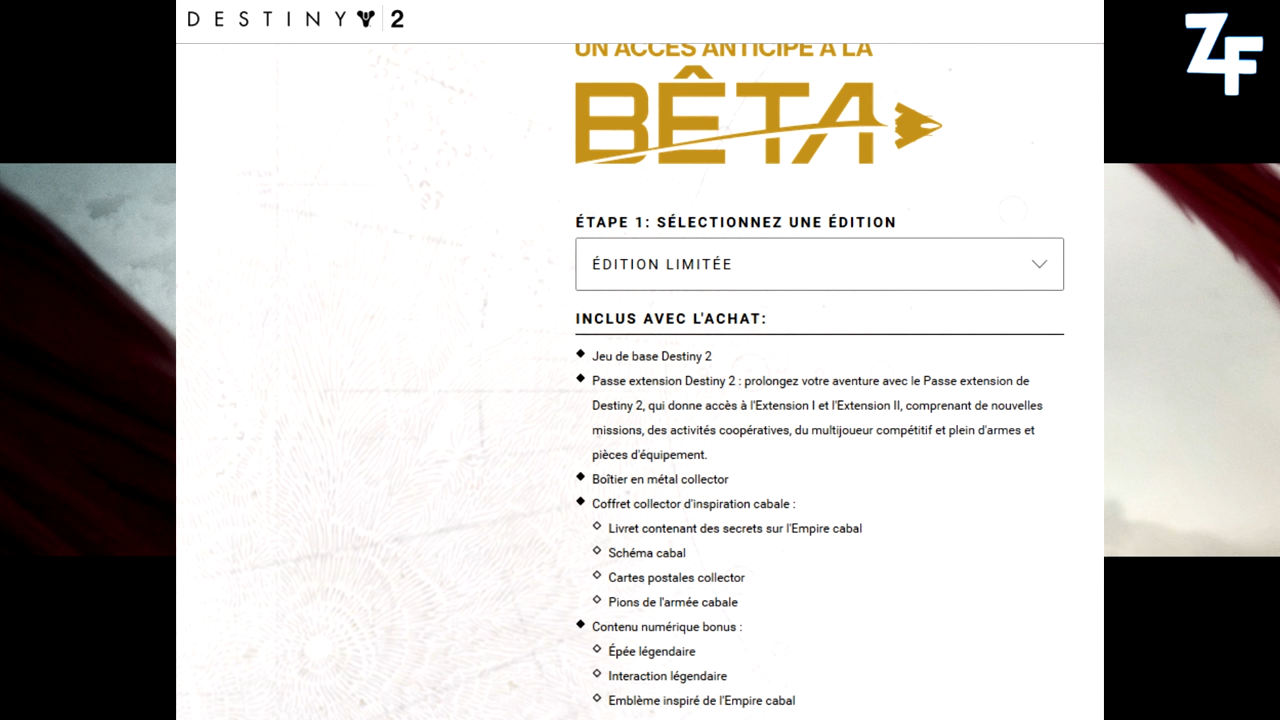 DESTINY 2
ZF
UN ACCÈS ANTICIPÉ À LA
BÊTA
ÉTAPE 1: SÉLECTIONNEZ UNE ÉDITION
ÉDITION LIMITÉE
INCLUS AVEC L'ACHAT:
Jeu de base Destiny 2
Passe extension Destiny 2 : prolongez votre aventure avec le Passe extension de
Destiny 2, qui donne accès à l'Extension I et l'Extension II, comprenant de nouvelles
missions, des activités coopératives, du multijoueur compétitif et plein d'armes et
pièces d'équipement.
Boîtier en métal collector
Coffret collector d'inspiration cabale :
Livret contenant des secrets sur l'Empire cabal
Schéma cabal
Cartes postales collector
Pions de l'armée cabale
Contenu numérique bonus :
Épée légendaire
Interaction légendaire
Emblème inspiré de l'Empire cabal